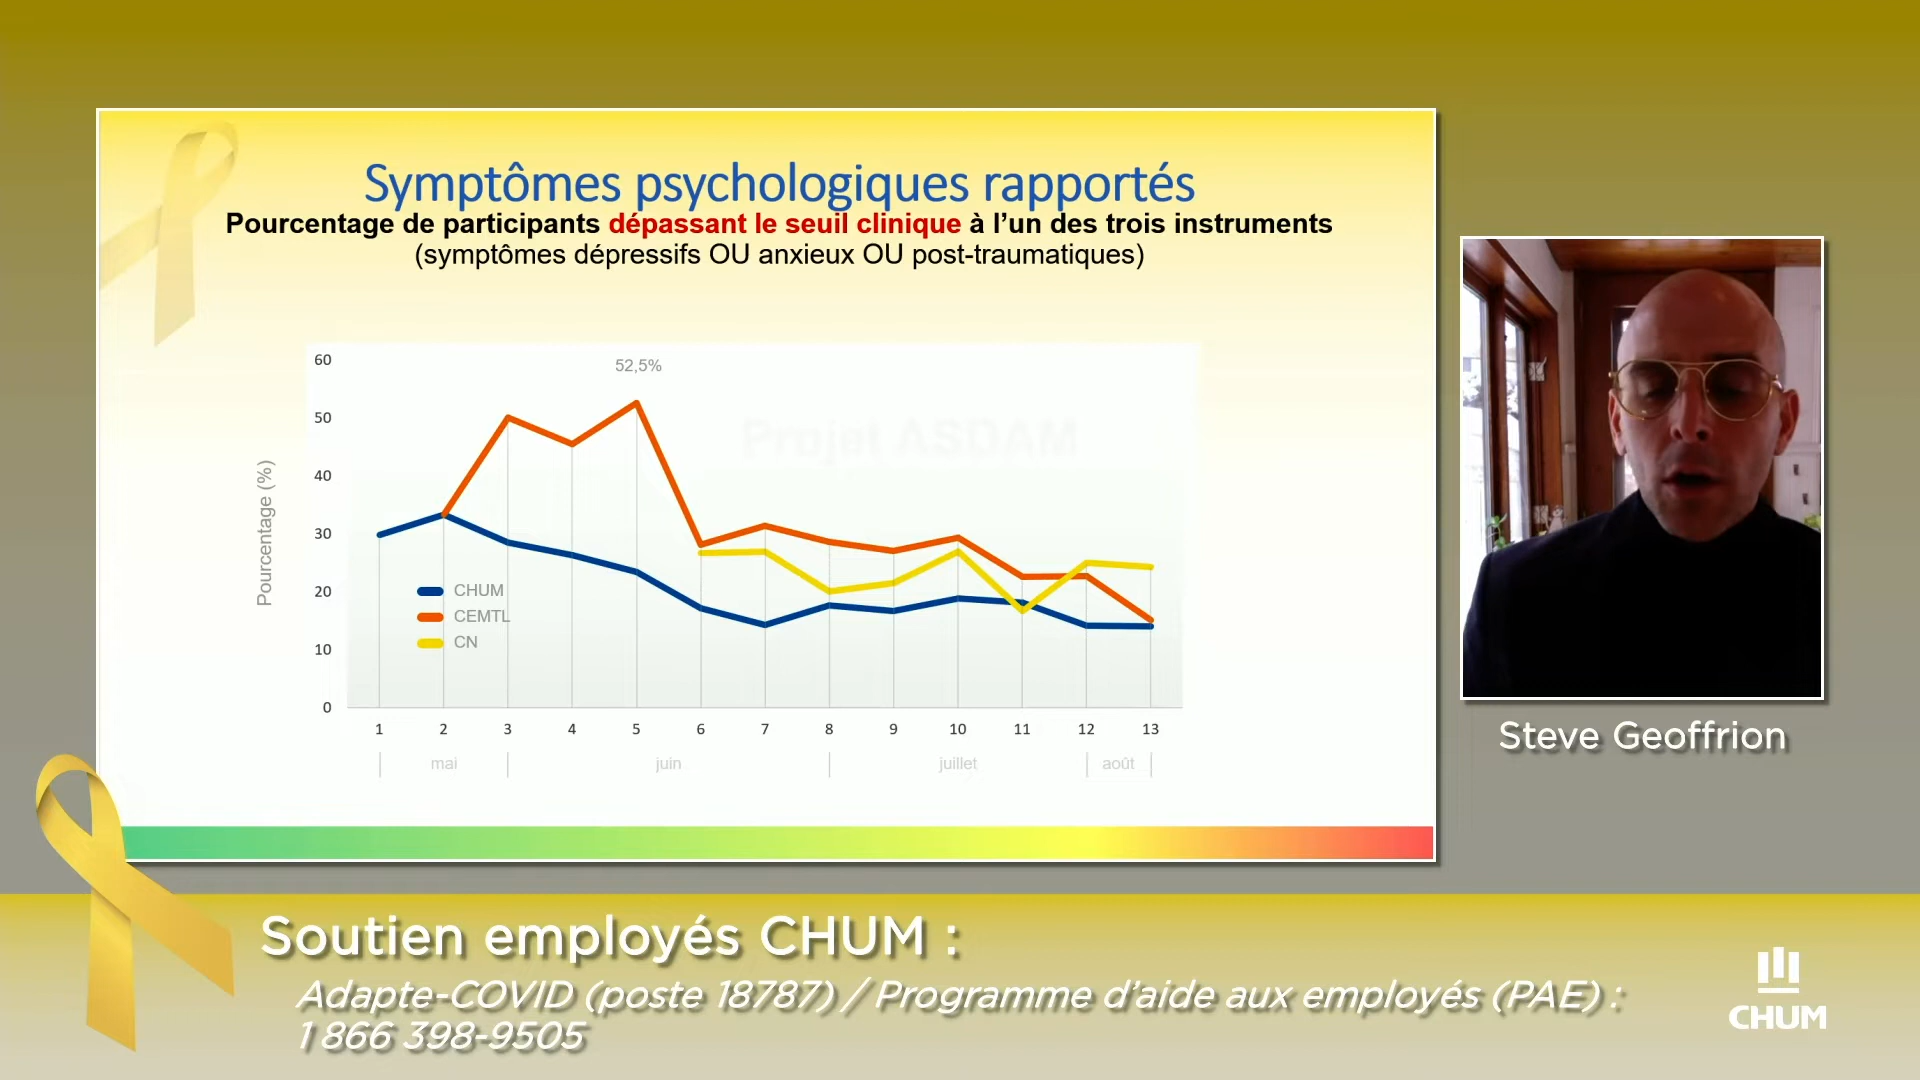 Symptômes psychologiques rapportés
Pourcentage de participants dépassant le seuil clinique à l’un des trois instruments
(symptômes dépressifs OU anxieux OU post-traumatiques)
60
52,5%
Projet ASDAM
50
40
30
20
10
0
Pourcentage (%)
CHUM
CEMTL
CN
1 2 3 4 5 6 7 8 9 10 11 12 13
mai juin juillet août
Steve Geoffrion
Soutien employés CHUM :
Adapte-COVID (poste 18787) / Programme d’aide aux employés (PAE) :
1 866 398-9505
CHUM